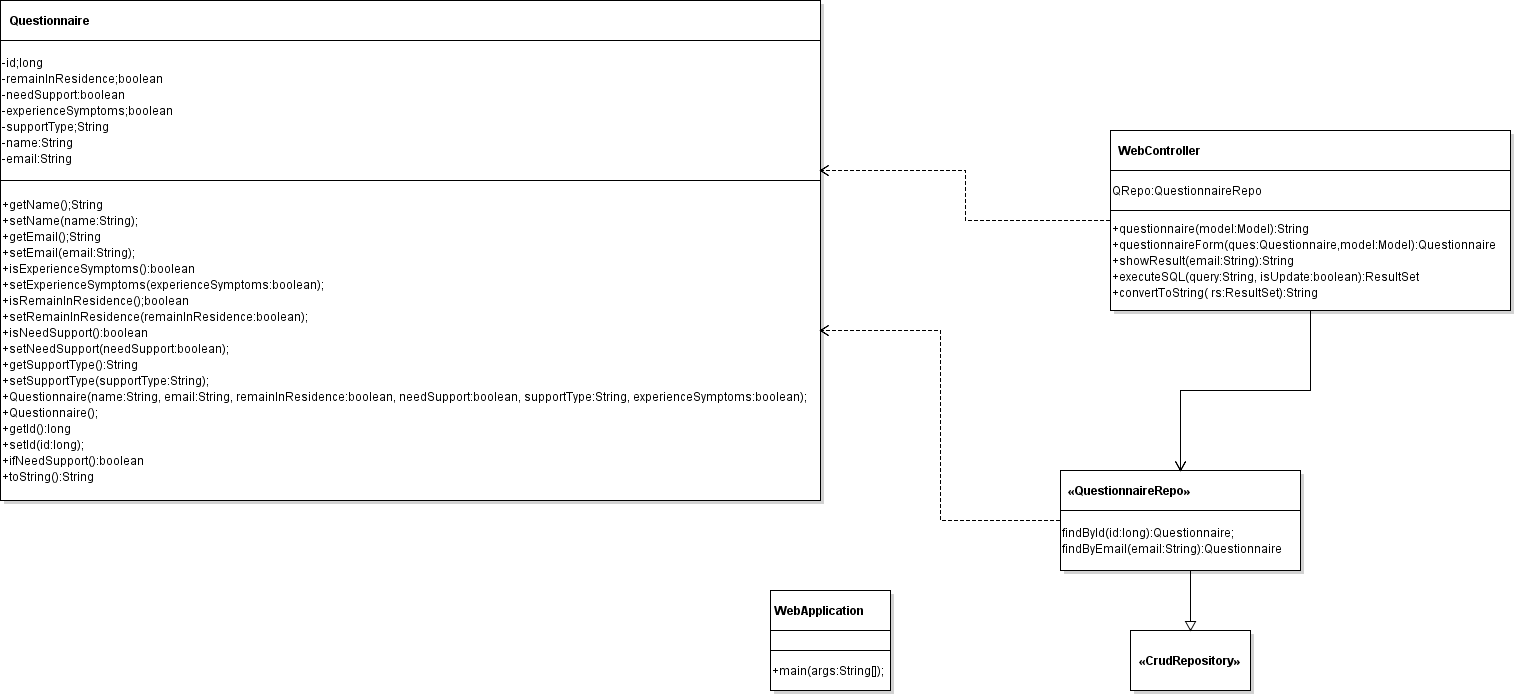 Questionnaire
-id;long
-remainInResidence;boolean
-needSupport:boolean
-experienceSymptoms;boolean
-supportType;String
-name:String
-email:String
+getName();String
+setName(name:String);
+getEmail();String
+setEmail(email:String);
+isExperienceSymptoms():boolean
+setExperienceSymptoms(experienceSymptoms:boolean);
+isRemainInResidence();boolean
+setRemainInResidence(remainInResidence:boolean);
+isNeedSupport():boolean
+setNeedSupport(needSupport:boolean);
+getSupportType():String
+setSupportType(supportType:String);
+Questionnaire(name:String, email:String, remainInResidence:boolean, needSupport:boolean, supportType:String, experienceSymptoms:boolean);
+Questionnaire();
+getId():long
+setId(id:long);
+ifNeedSupport():boolean
+toString():String
WebController
QRepo:QuestionnaireRepo
+questionnaire(model:Model):String
+questionnaireForm(ques:Questionnaire,model:Model):Questionnaire
+showResult(email:String):String
+executeSQL(query:String, isUpdate:boolean):ResultSet
+convertToString( rs:ResultSet):String
«QuestionnaireRepo»
findById(id:long):Questionnaire;
findByEmail(email:String):Questionnaire
WebApplication
+main(args:String[]);
«CrudRepository»